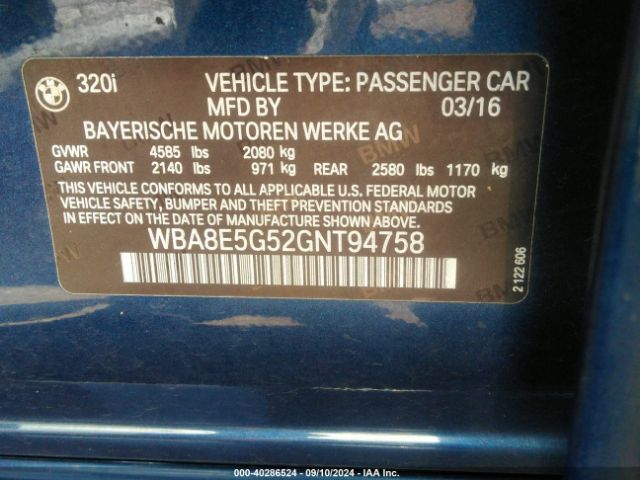 BMW
320i VEHICLE TYPE: PASSENGER CAR
MFD BY 03/16
BAYERISCHE MOTOREN WERKE AG
GVWR 4585 lbs 2080 kg
GAWR FRONT 2140 lbs 971 kg REAR 2580 lbs 1170 kg
THIS VEHICLE CONFORMS TO ALL APPLICABLE U.S. FEDERAL MOTOR
VEHICLE SAFETY, BUMPER AND THEFT PREVENTION STANDARDS
IN EFFECT ON THE DATE OF MANUFACTURE SHOWN ABOVE.
WBA8E5G52GNT94758
2 122 606
000-40286524 - 09/10/2024 - IAA Inc.